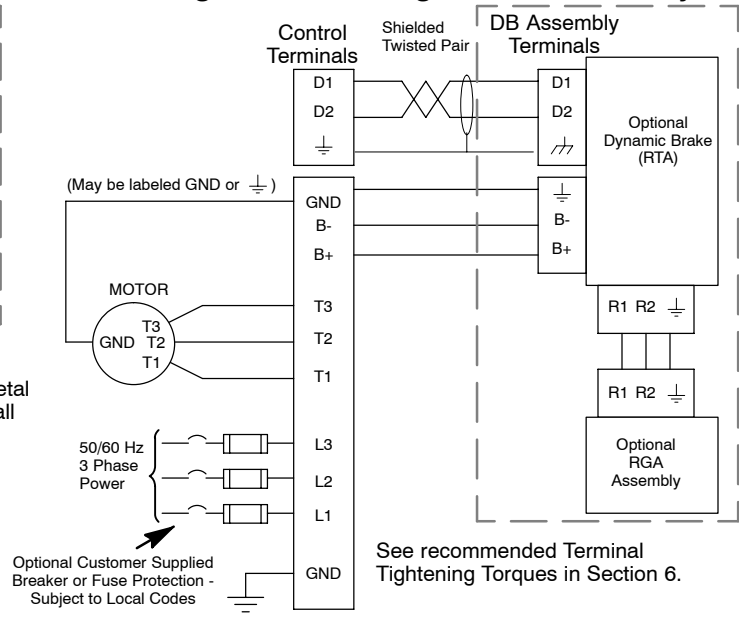 Control
Terminals
Shielded
Twisted Pair
DB Assembly
Terminals
D1
D2
D1
D2
Optional
Dynamic Brake
(RTA)
(May be labeled GND or ⏚)
GND
B-
B+
B-
B+
MOTOR
GND
T3
T2
T1
T3
T2
T1
R1 R2
R1 R2
Optional
RGA
Assembly
etal
all
50/60 Hz
3 Phase
Power
L3
L2
L1
GND
Optional Customer Supplied
Breaker or Fuse Protection -
Subject to Local Codes
See recommended Terminal
Tightening Torques in Section 6.